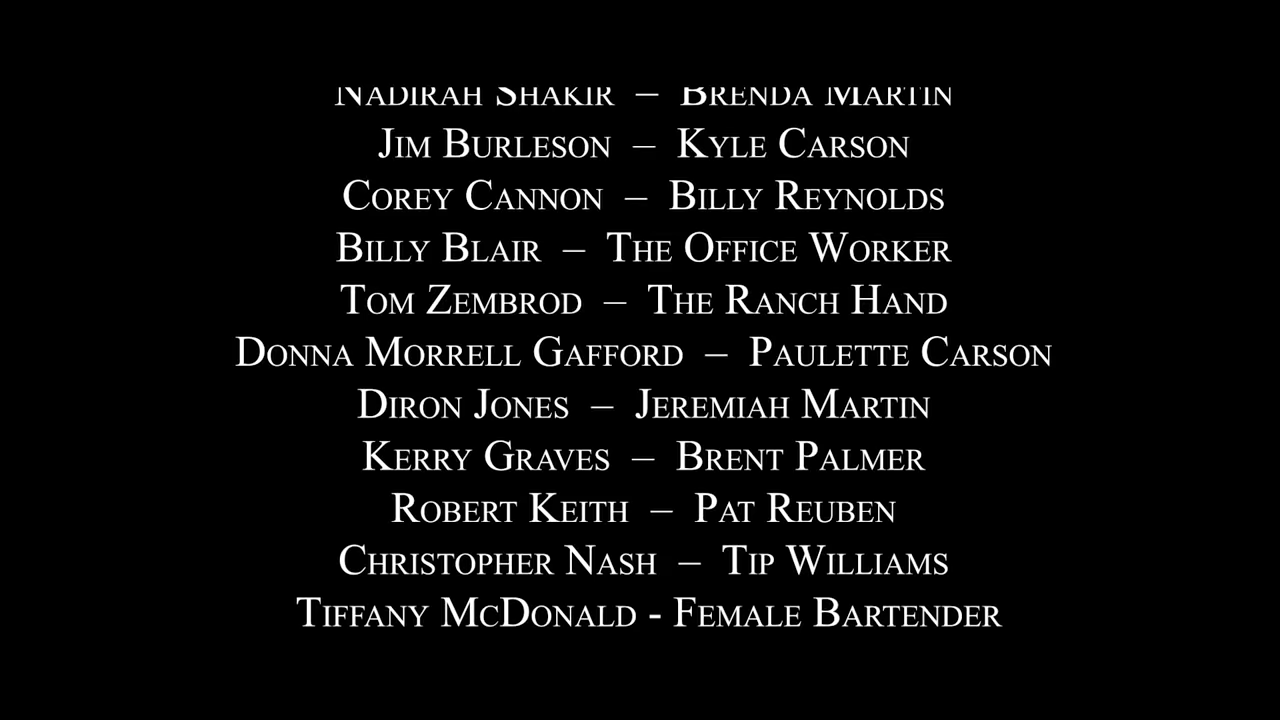 Nadirah Shakir – Brenda Martin
Jim Burleson – Kyle Carson
Corey Cannon – Billy Reynolds
Billy Blair – The Office Worker
Tom Zembrod – The Ranch Hand
Donna Morrell Gafford – Paulette Carson
Diron Jones – Jeremiah Martin
Kerry Graves – Brent Palmer
Robert Keith – Pat Reuben
Christopher Nash – Tip Williams
Tiffany McDonald - Female Bartender